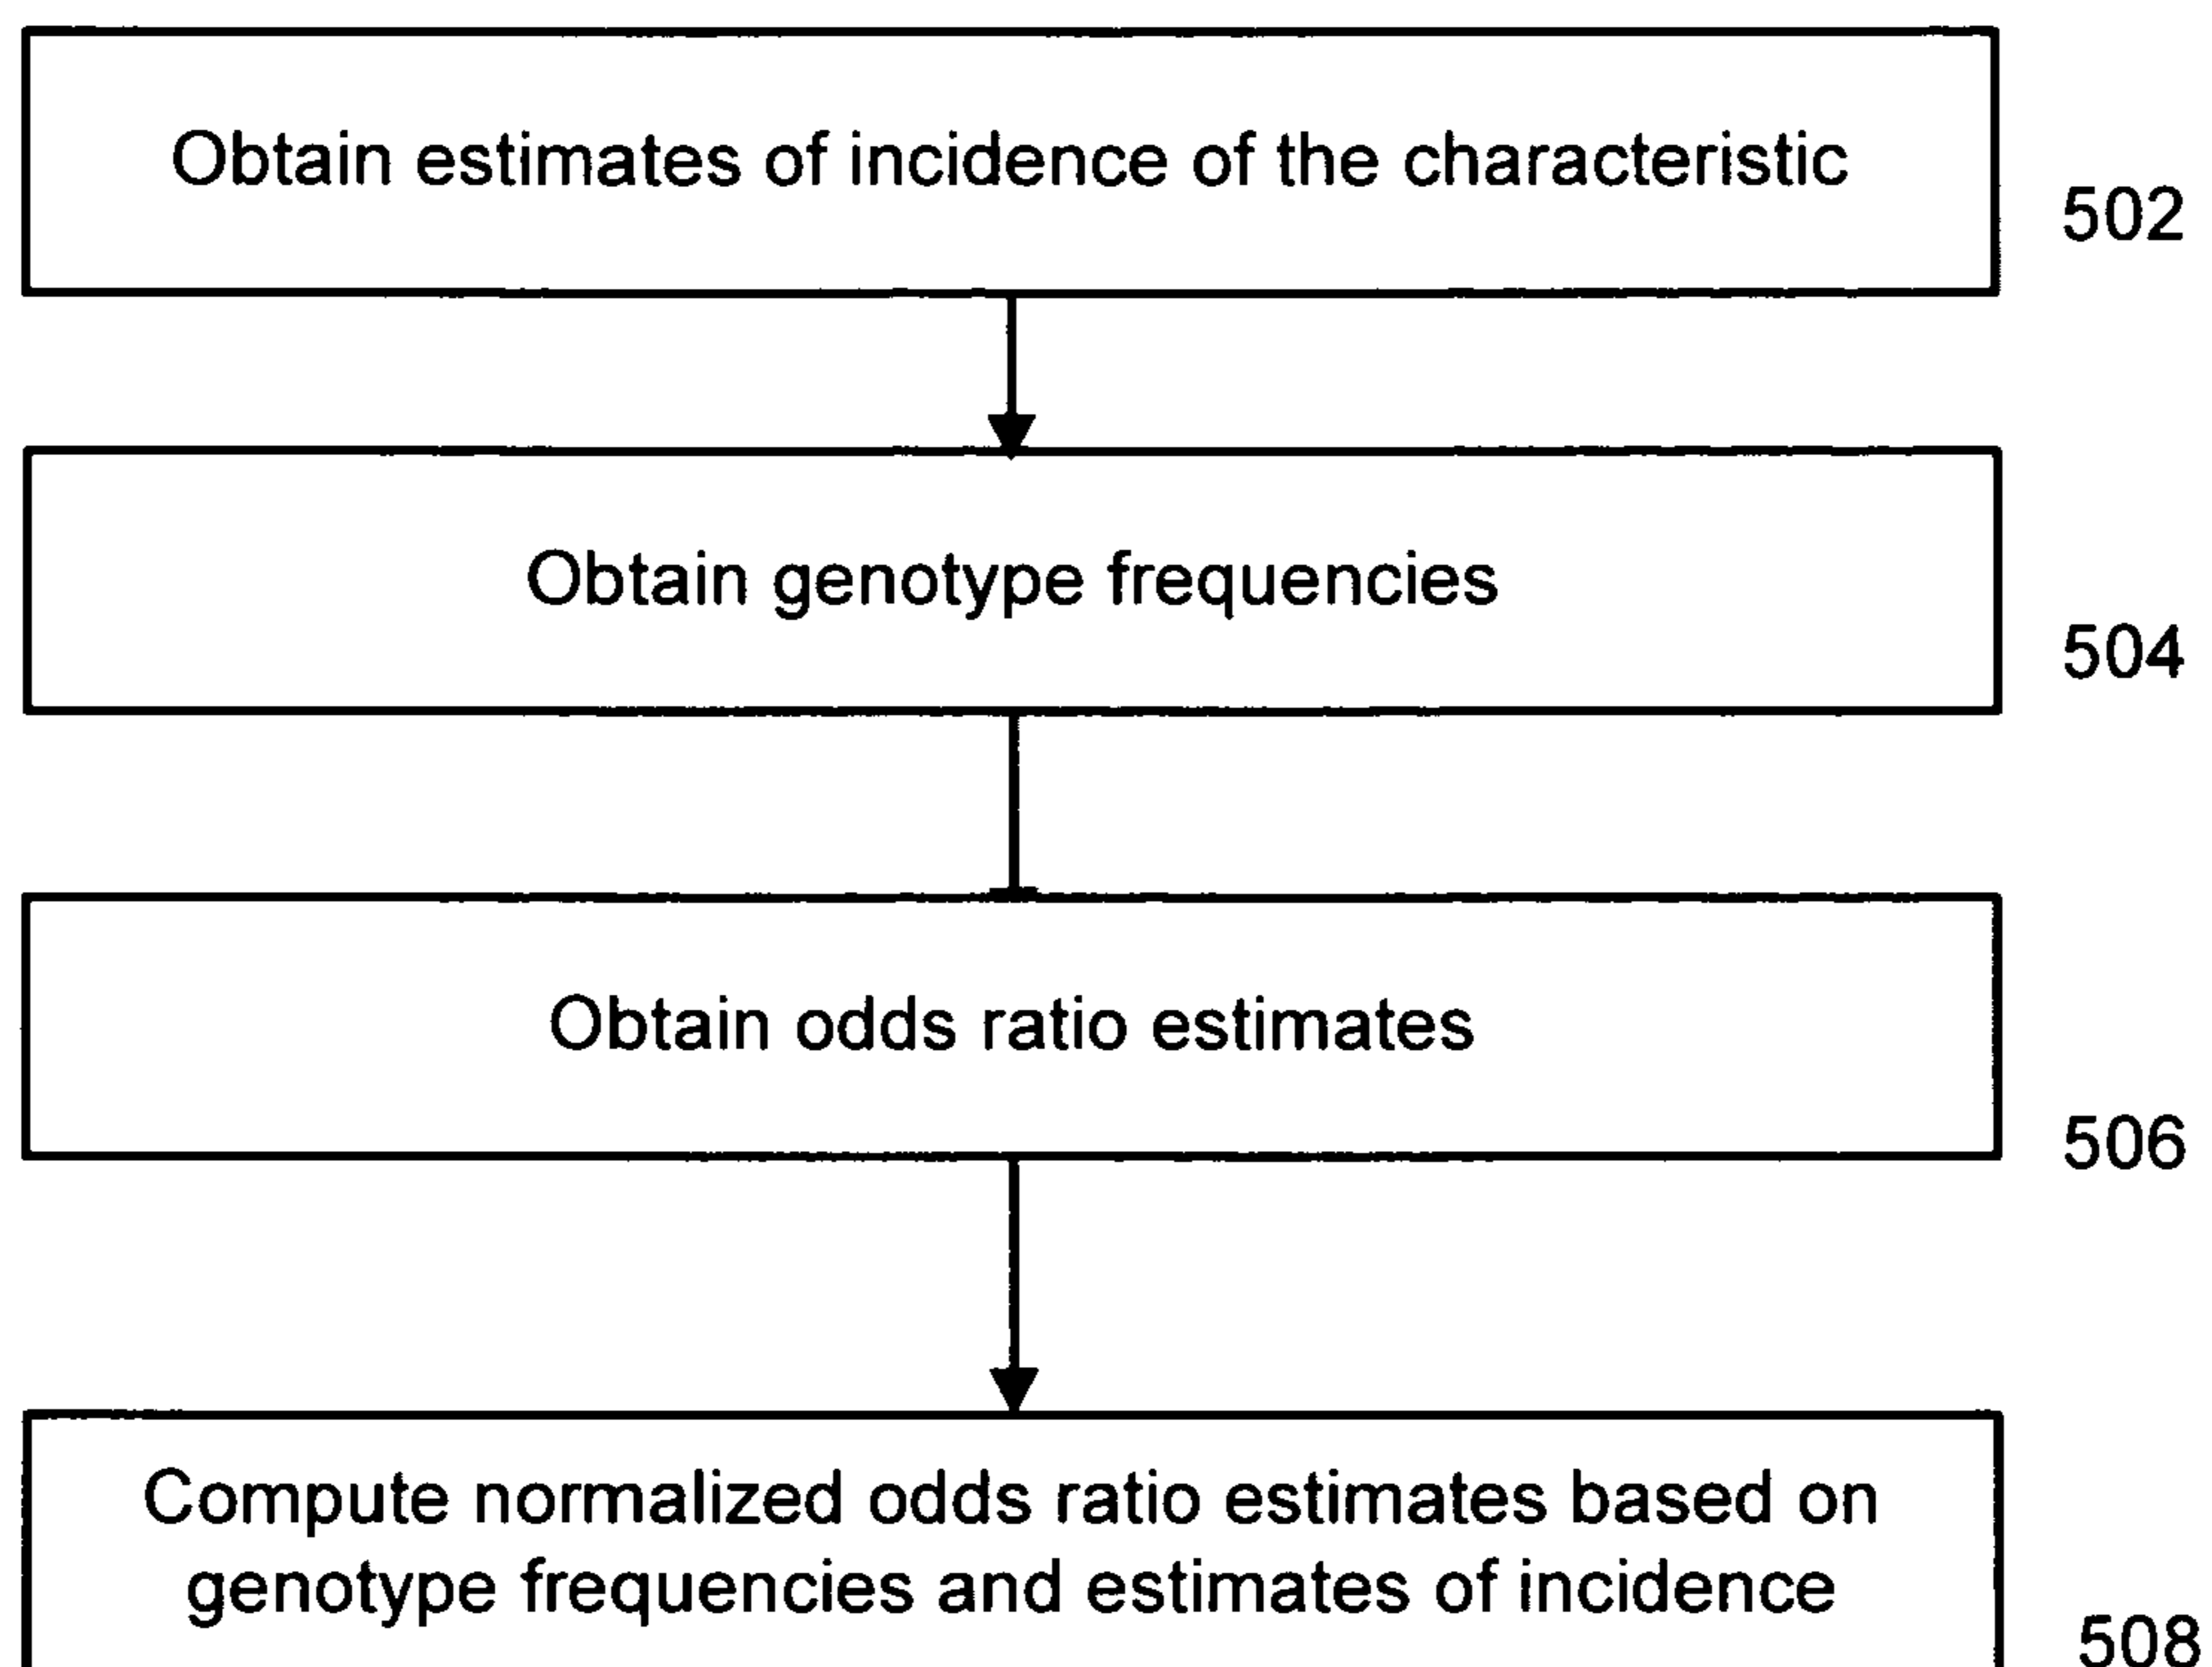 Obtain estimates of incidence of the characteristic
502
Obtain genotype frequencies
504
Obtain odds ratio estimates
506
Compute normalized odds ratio estimates based on
genotype frequencies and estimates of incidence
508